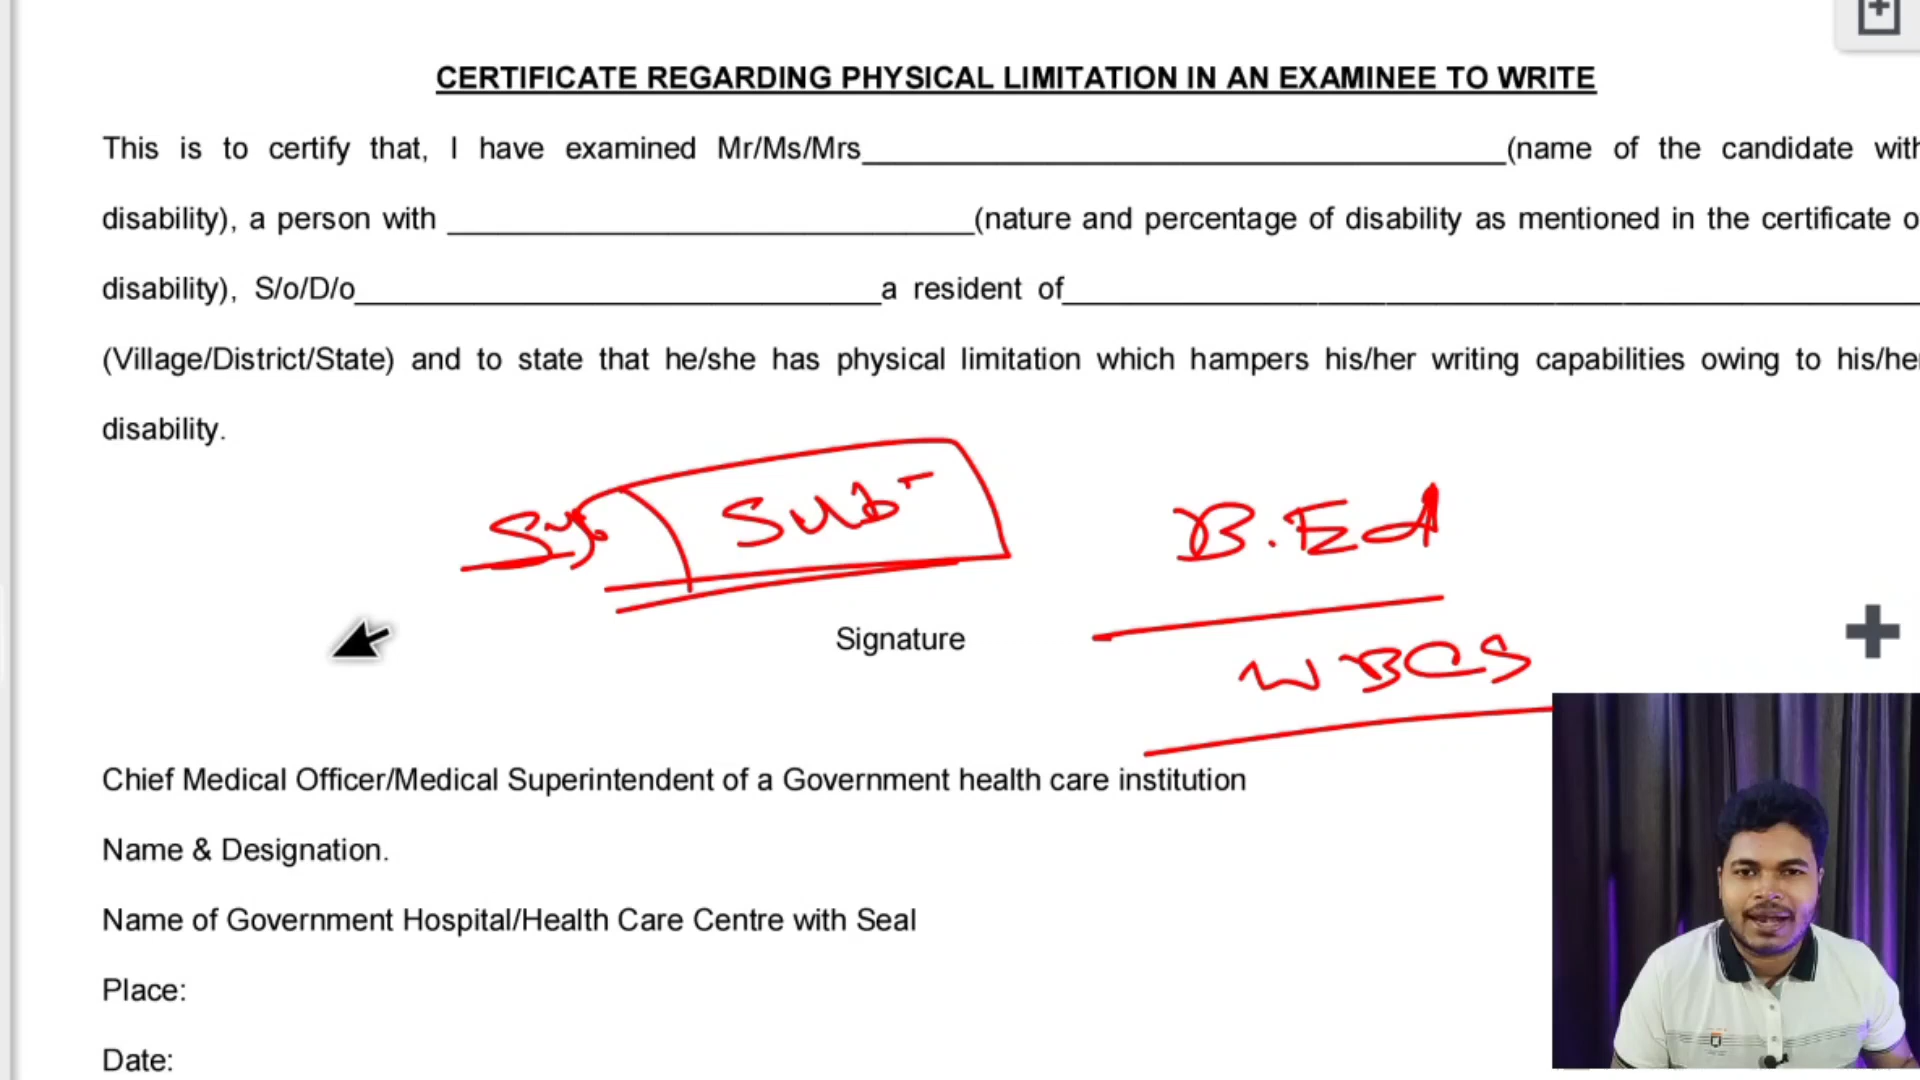 CERTIFICATE REGARDING PHYSICAL LIMITATION IN AN EXAMINEE TO WRITE
This is to certify that, I have examined Mr/Ms/Mrs____________________(name of the candidate with
disability), a person with ____________________(nature and percentage of disability as mentioned in the certificate o
disability), S/o/D/o____________________a resident of____________________
(Village/District/State) and to state that he/she has physical limitation which hampers his/her writing capabilities owing to his/he
disability.
Sub
B.Ed
Signature
WBCS
Chief Medical Officer/Medical Superintendent of a Government health care institution
Name & Designation.
Name of Government Hospital/Health Care Centre with Seal
Place:
Date: